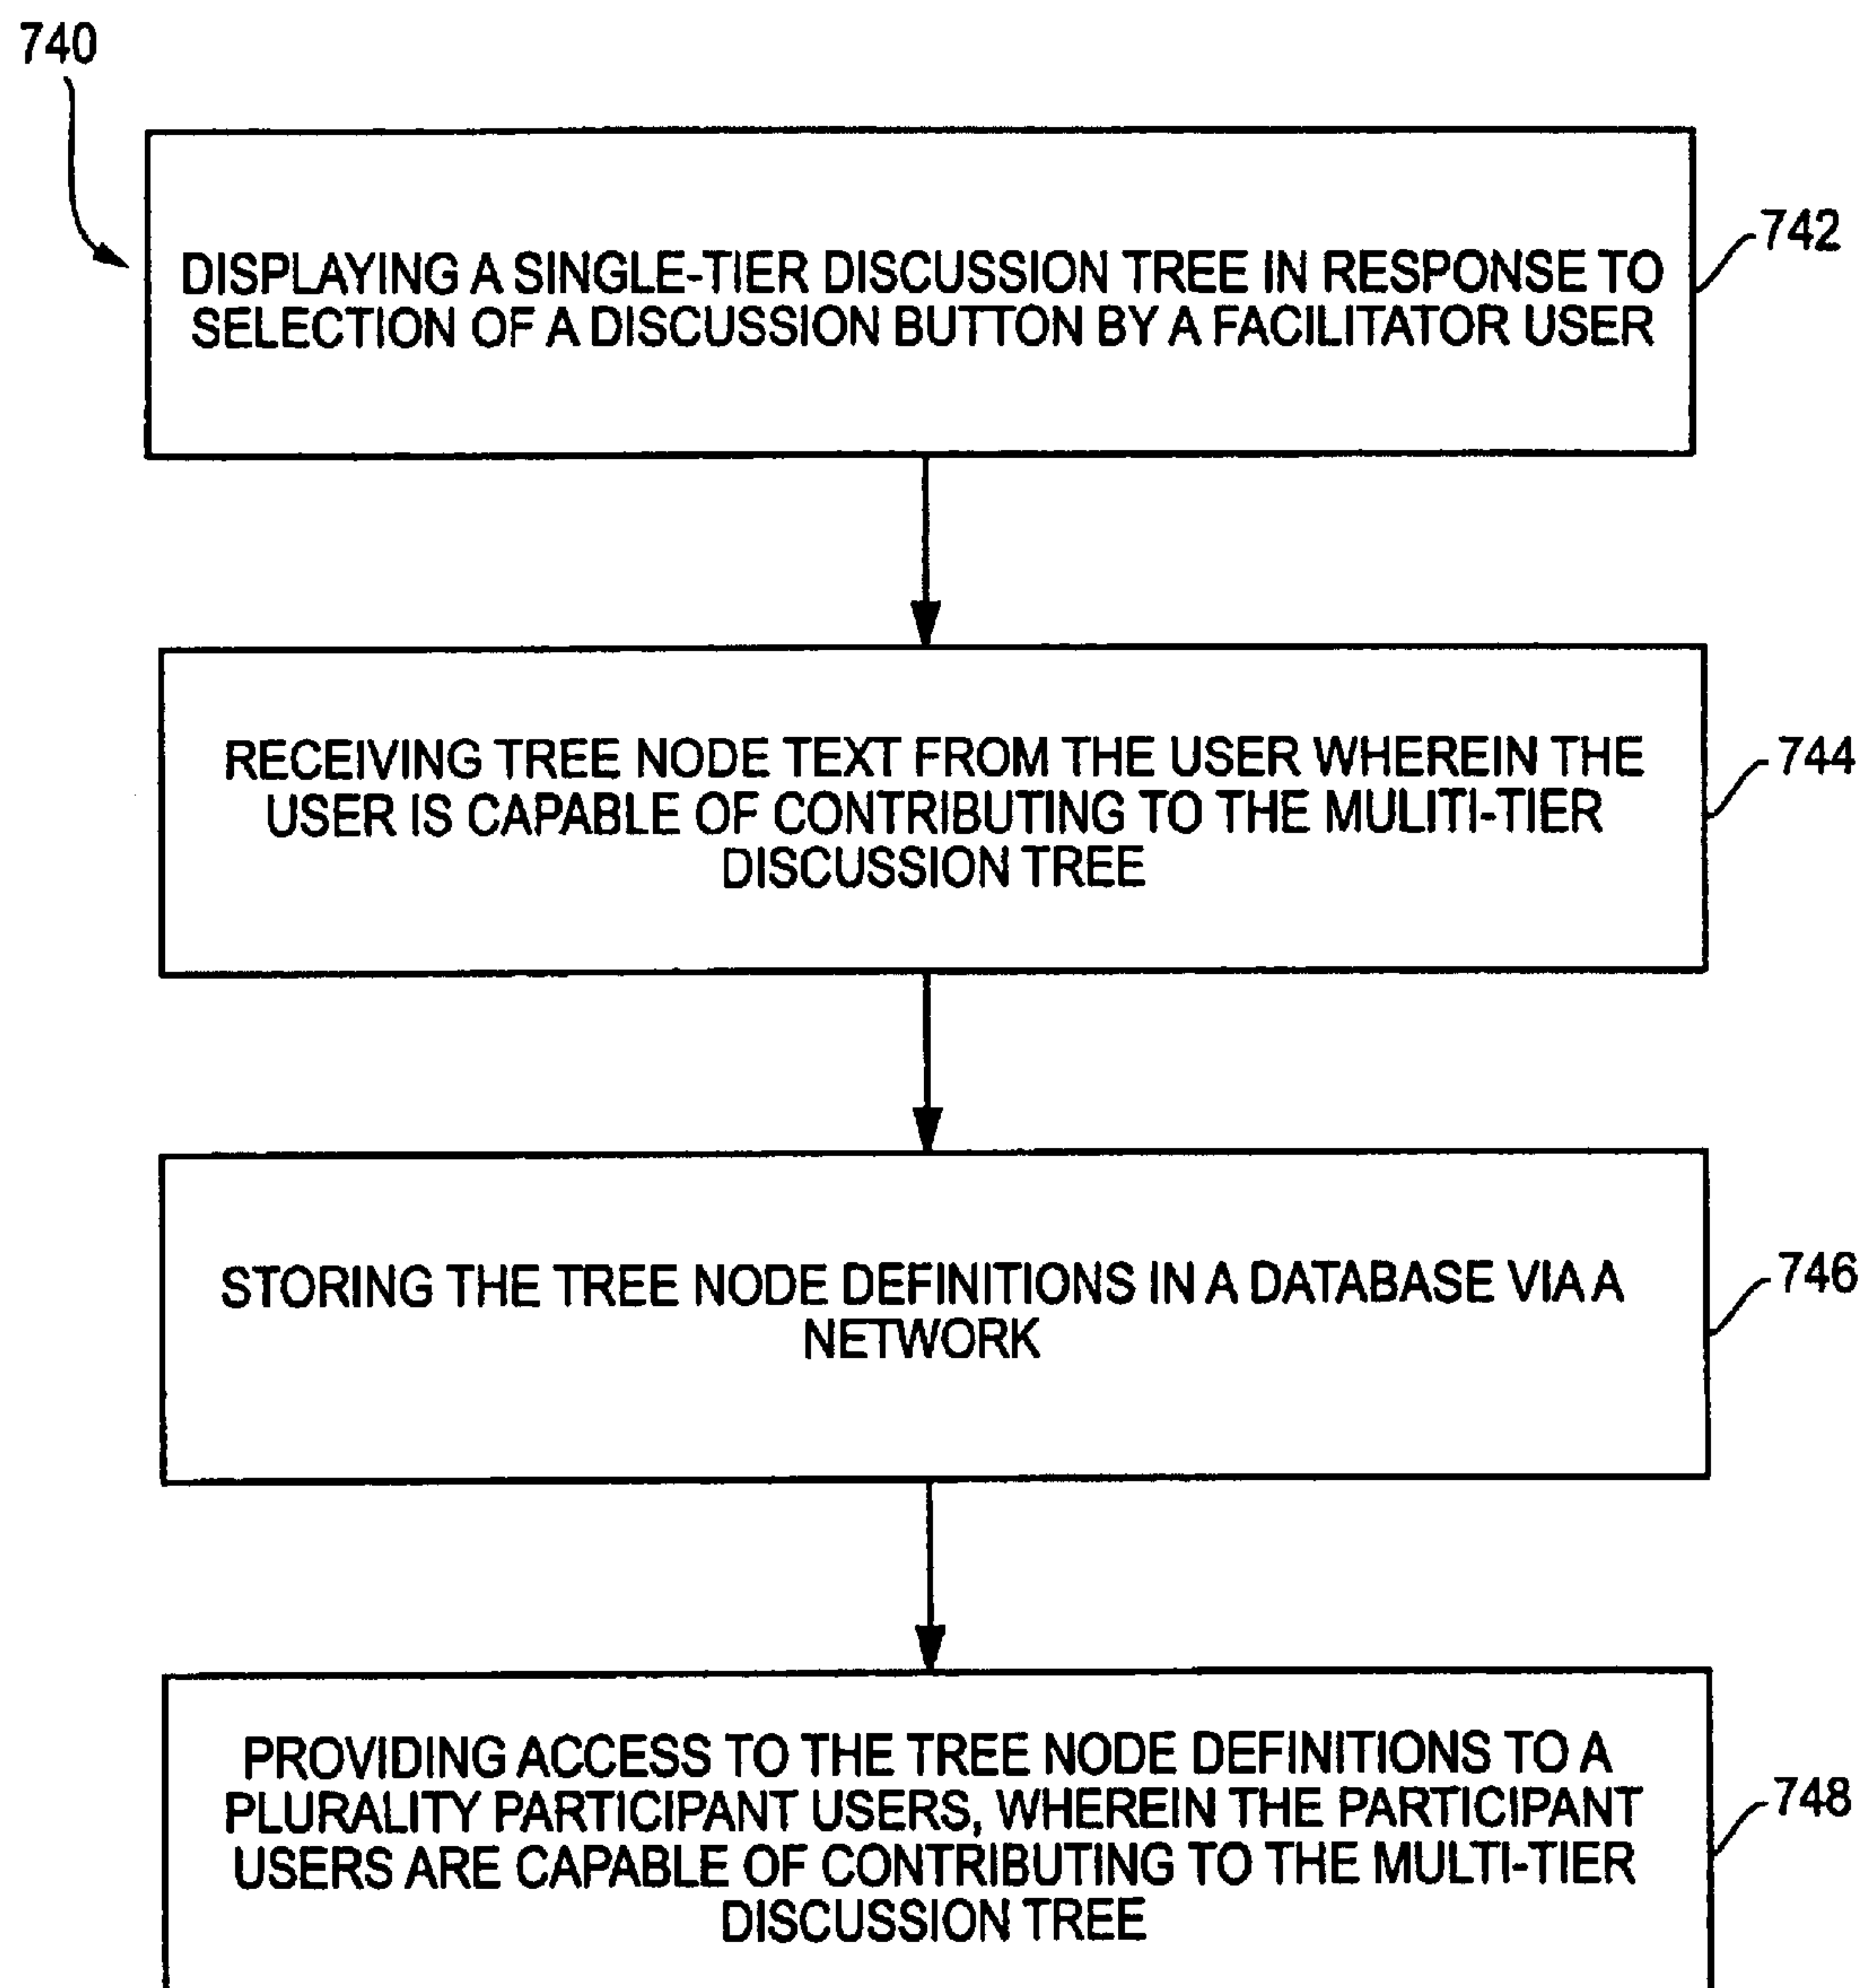 740
DISPLAYING A SINGLE-TIER DISCUSSION TREE IN RESPONSE TO
SELECTION OF A DISCUSSION BUTTON BY A FACILITATOR USER
742
RECEIVING TREE NODE TEXT FROM THE USER WHEREIN THE
USER IS CAPABLE OF CONTRIBUTING TO THE MULITI-TIER
DISCUSSION TREE
744
STORING THE TREE NODE DEFINITIONS IN A DATABASE VIA A
NETWORK
746
PROVIDING ACCESS TO THE TREE NODE DEFINITIONS TO A
PLURALITY PARTICIPANT USERS, WHEREIN THE PARTICIPANT
USERS ARE CAPABLE OF CONTRIBUTING TO THE MULTI-TIER
DISCUSSION TREE
748